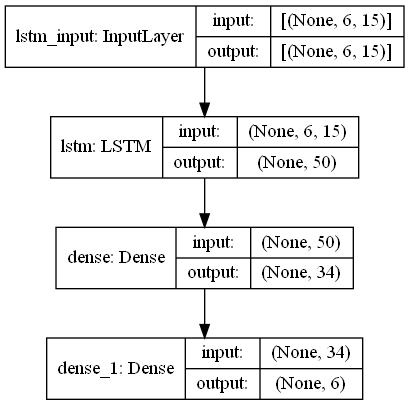 lstm_input: InputLayer
input: [(None, 6, 15)]
output: [(None, 6, 15)]
lstm: LSTM
input: (None, 6, 15)
output: (None, 50)
dense: Dense
input: (None, 50)
output: (None, 34)
dense_1: Dense
input: (None, 34)
output: (None, 6)